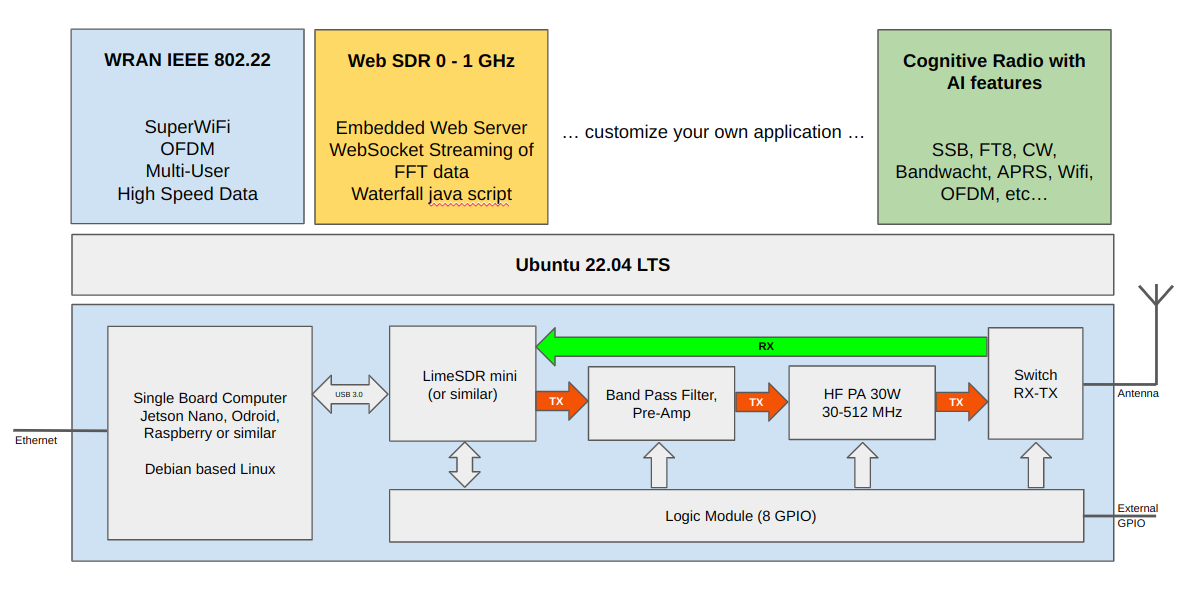 WRAN IEEE 802.22
SuperWiFi
OFDM
Multi-User
High Speed Data
Web SDR 0 - 1 GHz
Embedded Web Server
WebSocket Streaming of
FFT data
Waterfall java script
… customize your own application …
Cognitive Radio with
AI features
SSB, FT8, CW,
Bandwacht, APRS, Wifi,
OFDM, etc…
Ubuntu 22.04 LTS
Ethernet
Single Board Computer
Jetson Nano, Odroid,
Raspberry or similar
Debian based Linux
USB 3.0
LimeSDR mini
(or similar)
RX
TX
Band Pass Filter,
Pre-Amp
TX
HF PA 30W
30-512 MHz
TX
Switch
RX-TX
Antenna
Logic Module (8 GPIO)
External
GPIO